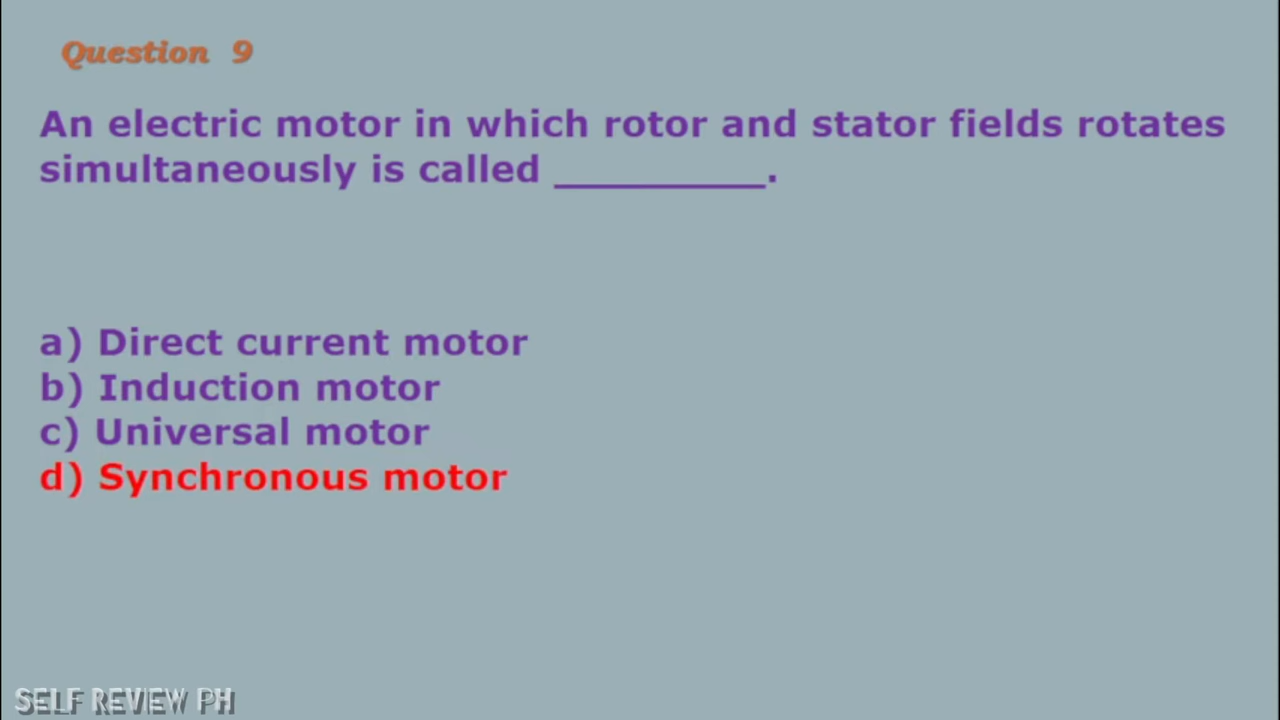 Question 9
An electric motor in which rotor and stator fields rotates
simultaneously is called __________.
a) Direct current motor
b) Induction motor
c) Universal motor
d) Synchronous motor
SELF REVIEW PH